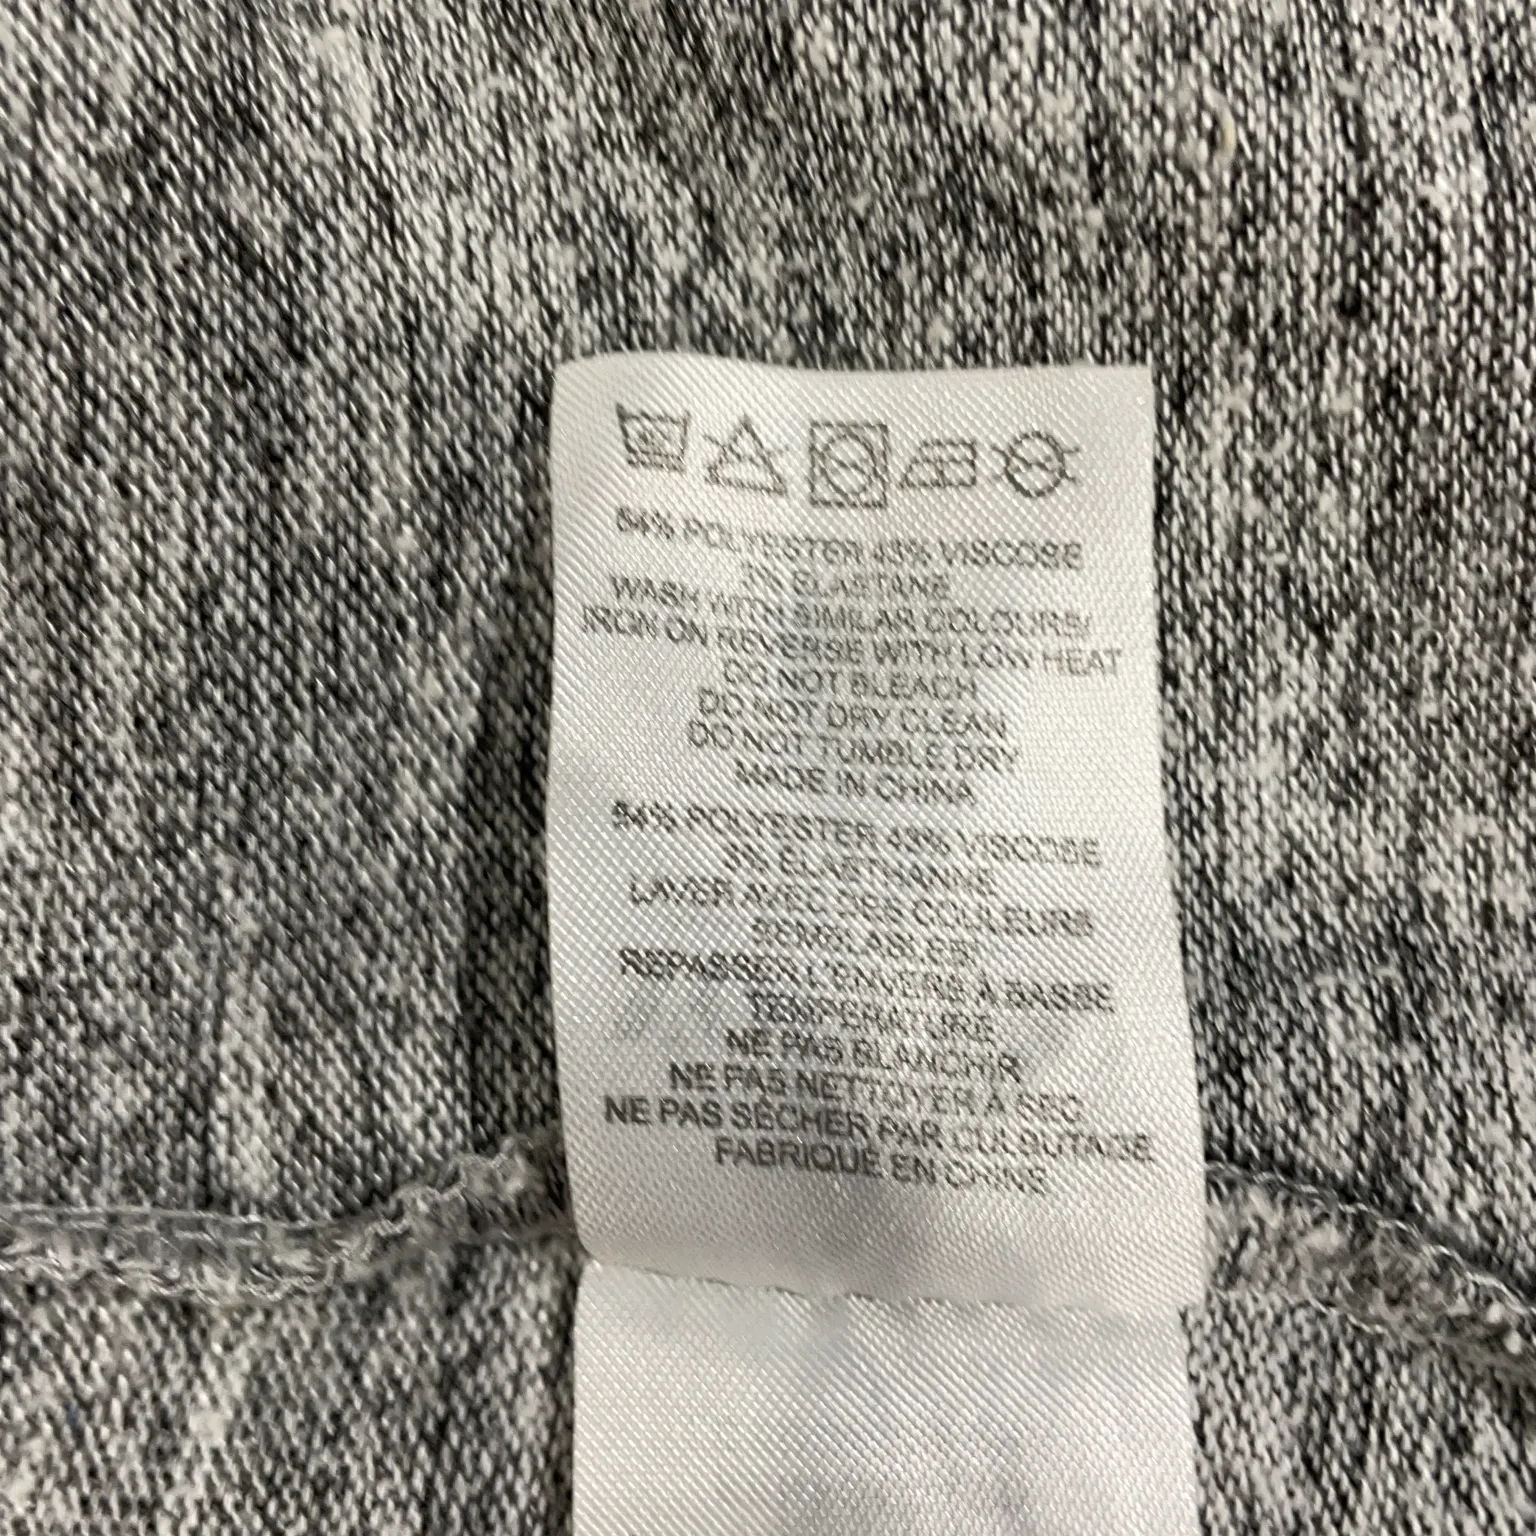 54% POLYESTER 43% VISCOSE
3% ELASTANE
WASH WITH SIMILAR COLOURS/
IRON ON REVERSE WITH LOW HEAT
DO NOT BLEACH
DO NOT DRY CLEAN
DO NOT TUMBLE DRY
MADE IN CHINA
54% POLYESTER 43% VISCOSE
3% ELASTHANNE
LAVER AVEC DES COULEURS
SEMBLABLES
REPASSER L'ENVERS À BASSE
TEMPERATURE
NE PAS BLANCHIR
NE PAS NETTOYER À SEC
NE PAS SÉCHER PAR CULBUTAGE
FABRIQUÉ EN CHINE